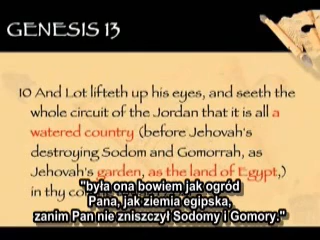 GENESIS 13
10 And Lot lifteth up his eyes, and seeth the
whole circuit of the Jordan that it is all a
watered country (before Jehovah's
destroying Sodom and Gomorrah, as
Jehovah's garden, as the land of Egypt,)
in thy
"była ona bowiem jak ogród
Pana, jak ziemia egipska,
zanim Pan nie zniszczył Sodomy i Gomory."